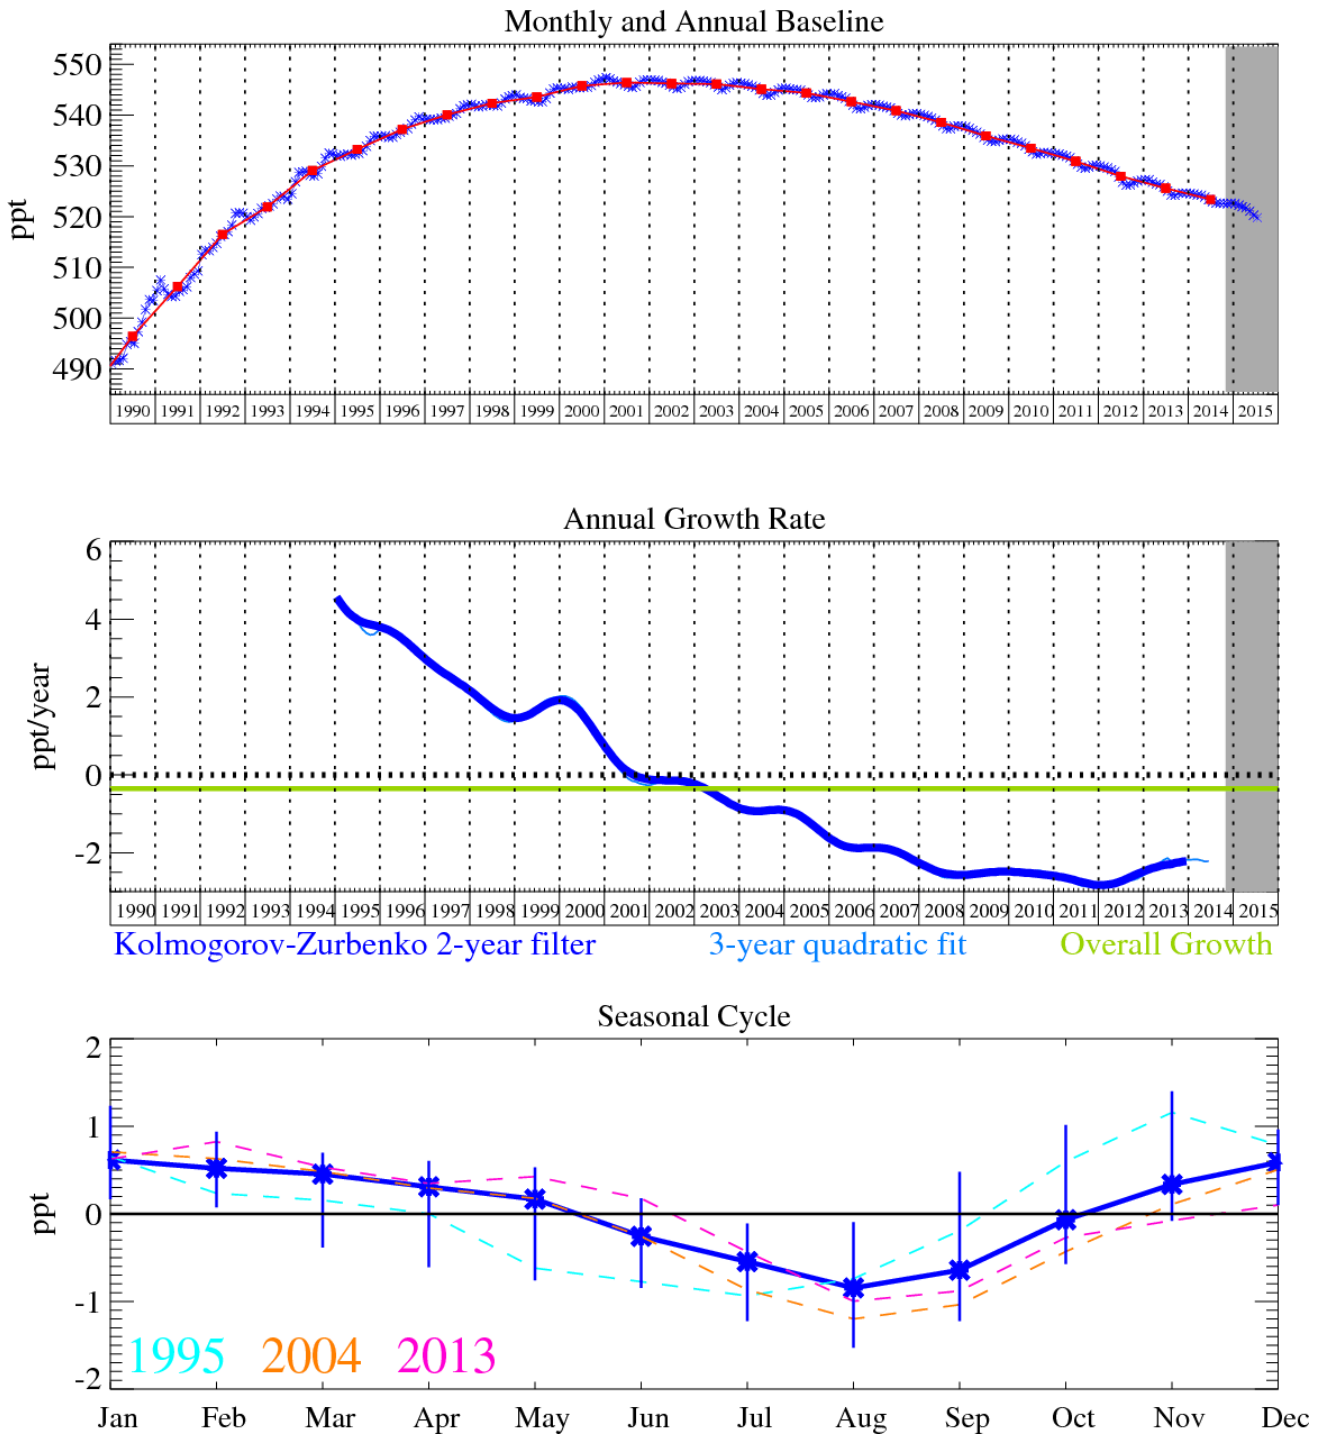 Monthly and Annual Baseline
550
540
530
520
510
500
490
ppt
1990 1991 1992 1993 1994 1995 1996 1997 1998 1999 2000 2001 2002 2003 2004 2005 2006 2007 2008 2009 2010 2011 2012 2013 2014 2015
Annual Growth Rate
6
4
2
0
-2
ppt/year
1990 1991 1992 1993 1994 1995 1996 1997 1998 1999 2000 2001 2002 2003 2004 2005 2006 2007 2008 2009 2010 2011 2012 2013 2014 2015
Kolmogorov-Zurbenko 2-year filter 3-year quadratic fit Overall Growth
Seasonal Cycle
2
1
0
-1
-2
ppt
1995 2004 2013
Jan Feb Mar Apr May Jun Jul Aug Sep Oct Nov Dec